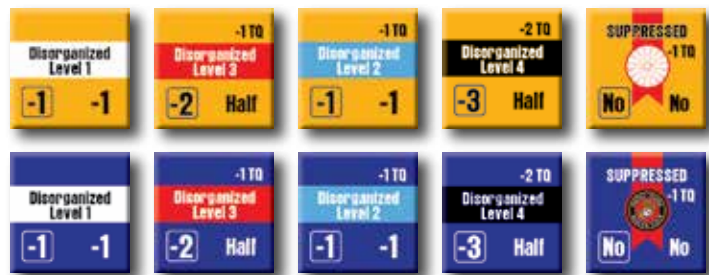 Disorganized
Level 1
-1 -1
-1 TQ
Disorganized
Level 3
-2 Half
-1 TQ
Disorganized
Level 2
-1 -1
-2 TQ
Disorganized
Level 4
-3 Half
SUPPRESSED
-1 TQ
No No
Disorganized
Level 1
-1 -1
-1 TQ
Disorganized
Level 3
-2 Half
-1 TQ
Disorganized
Level 2
-1 -1
-2 TQ
Disorganized
Level 4
-3 Half
SUPPRESSED
-1 TQ
No No